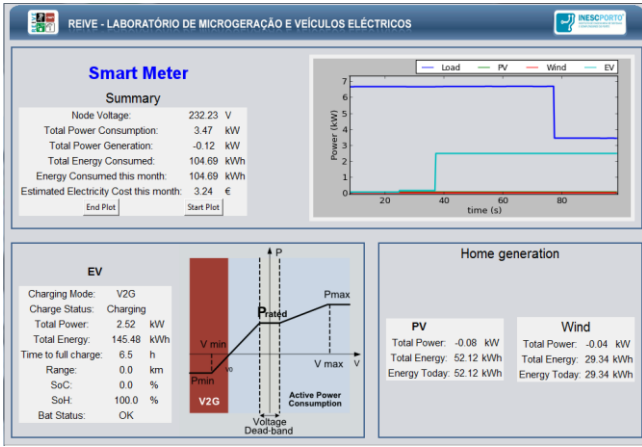 REIVE - LABORATÓRIO DE MICROGERAÇÃO E VEÍCULOS ELÉCTRICOS
INESCPORTO
Smart Meter
Summary
Node Voltage: 232.23 V
Total Power Consumption: 3.47 kW
Total Power Generation: -0.12 kW
Total Energy Consumed: 104.69 kWh
Energy Consumed this month: 104.69 kWh
Estimated Electricity Cost this month: 3.24 €
End Plot Start Plot
Load PV Wind EV
Power (kW)
7
6
5
4
3
2
1
0
20 40 60 80
time (s)
EV
Charging Mode: V2G
Charge Status: Charging
Total Power: 2.52 kW
Total Energy: 145.48 kWh
Time to full charge: 6.5 h
Range: 0.0 km
SoC: 0.0 %
SoH: 100.0 %
Bat Status: OK
P
Pmax
Prated
V min
V0
V max V
Pmin
V2G
Active Power
Consumption
Voltage
Dead-band
Home generation
PV
Total Power: -0.08 kW
Total Energy: 52.12 kWh
Energy Today: 52.12 kWh
Wind
Total Power: -0.04 kW
Total Energy: 29.34 kWh
Energy Today: 29.34 kWh